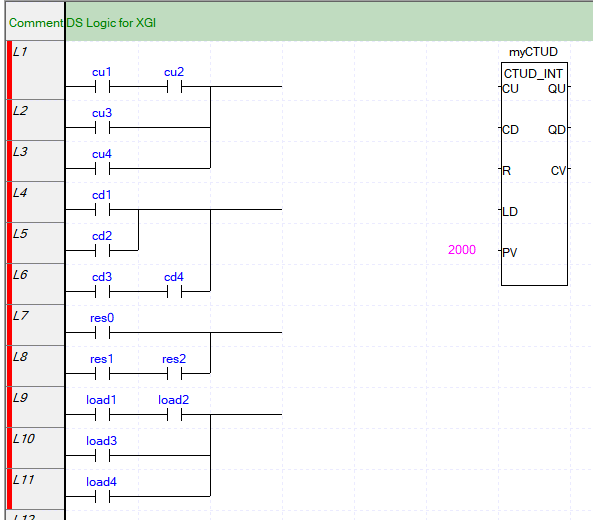 Comment DS Logic for XGI
L1 myCTUD
CTUD_INT
cu1 cu2 CU QU
L2
cu3 CD QD
L3
cu4 R CV
L4
cd1 LD
L5
cd2 2000 PV
L6
cd3 cd4
L7
res0
L8
res1 res2
L9
load1 load2
L10
load3
L11
load4
L12